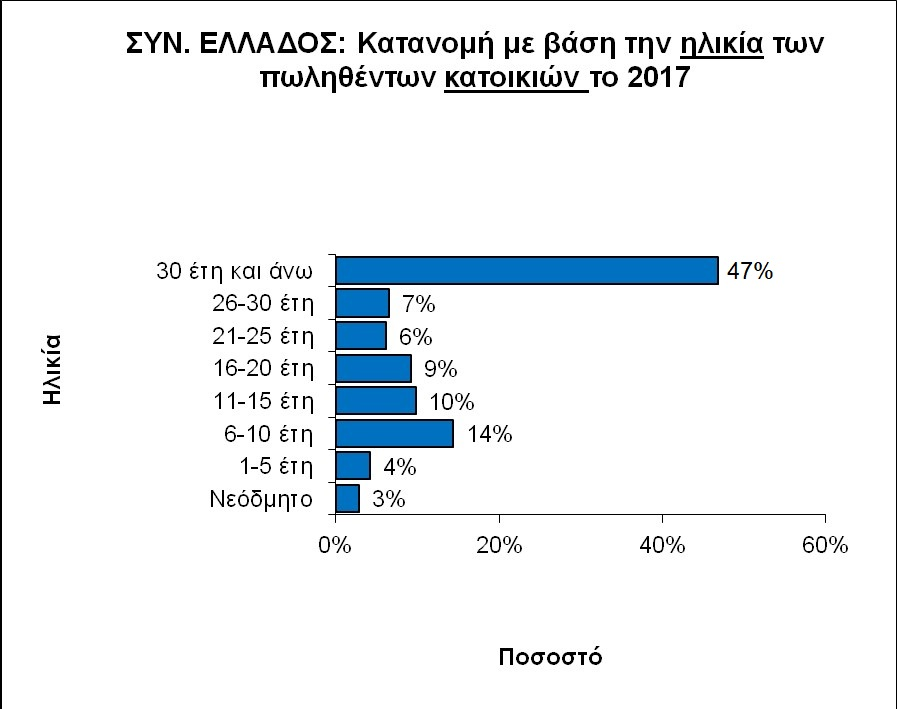 ΣΥΝ. ΕΛΛΑΔΟΣ: Κατανομή με βάση την ηλικία των
πωληθέντων κατοικιών το 2017
Ηλικία
30 έτη και άνω 47%
26-30 έτη 7%
21-25 έτη 6%
16-20 έτη 9%
11-15 έτη 10%
6-10 έτη 14%
1-5 έτη 4%
Νεόδμητο 3%
0% 20% 40% 60%
Ποσοστό